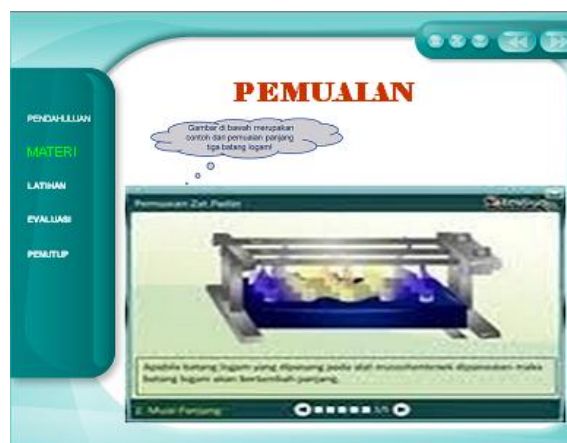 PEMUAIAN
Gambar di bawah merupakan
contoh dari pemuaian panjang
tiga batang logam!
PENDAHULUAN
MATERI
LATIHAN
EVALUASI
PENUTUP
Pemuaian Zat Padat
Apabila batang logam yang dipasang pada alat musschenbroek dipanaskan maka
batang logam akan bertambah panjang.
2. Muai Panjang